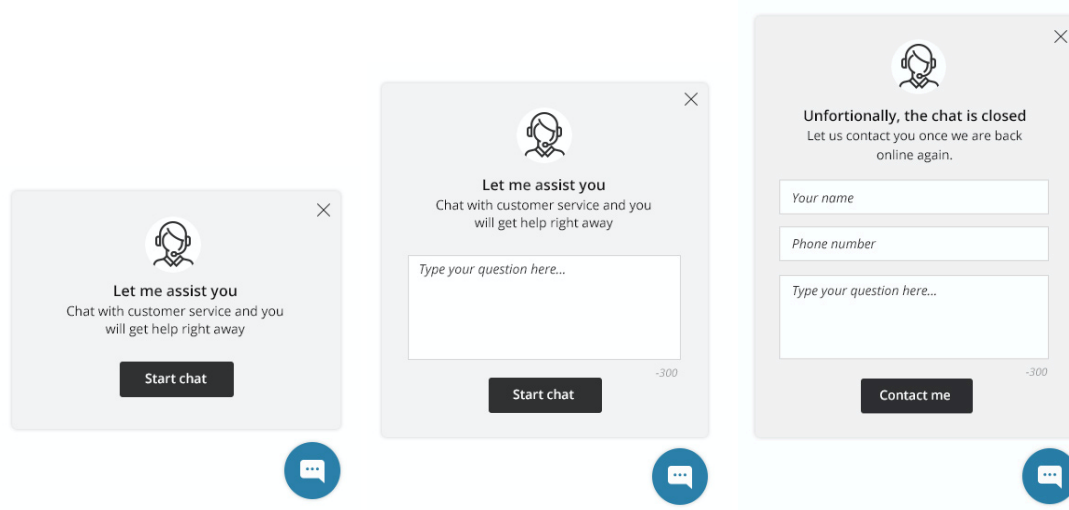 Let me assist you
Chat with customer service and you
will get help right away
Start chat
Let me assist you
Chat with customer service and you
will get help right away
Type your question here...
-300
Start chat
Unfortionally, the chat is closed
Let us contact you once we are back
online again.
Your name
Phone number
Type your question here...
-300
Contact me